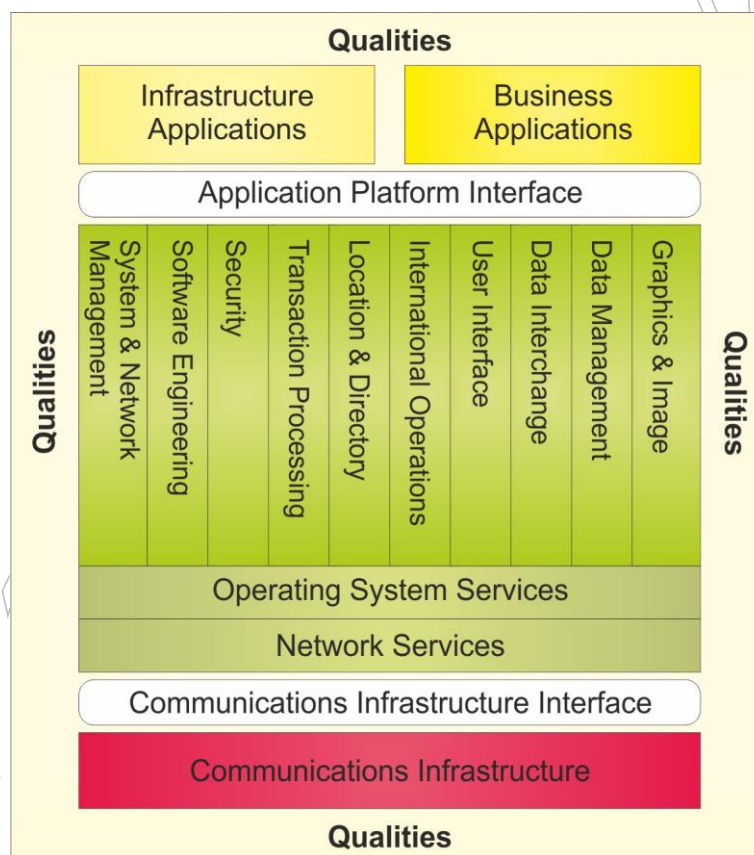 Qualities
Infrastructure
Applications
Business
Applications
Application Platform Interface
Qualities
System & Network
Management
Software Engineering
Security
Transaction Processing
Location & Directory
International Operations
User Interface
Data Interchange
Data Management
Graphics & Image
Qualities
Operating System Services
Network Services
Communications Infrastructure Interface
Communications Infrastructure
Qualities